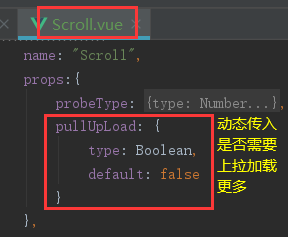 Scroll.vue
name: "Scroll",
props:{
probeType: {type: Number...},
pullUpLoad: {
type: Boolean,
default: false
}
},
动态传入
是否需要
上拉加载
更多